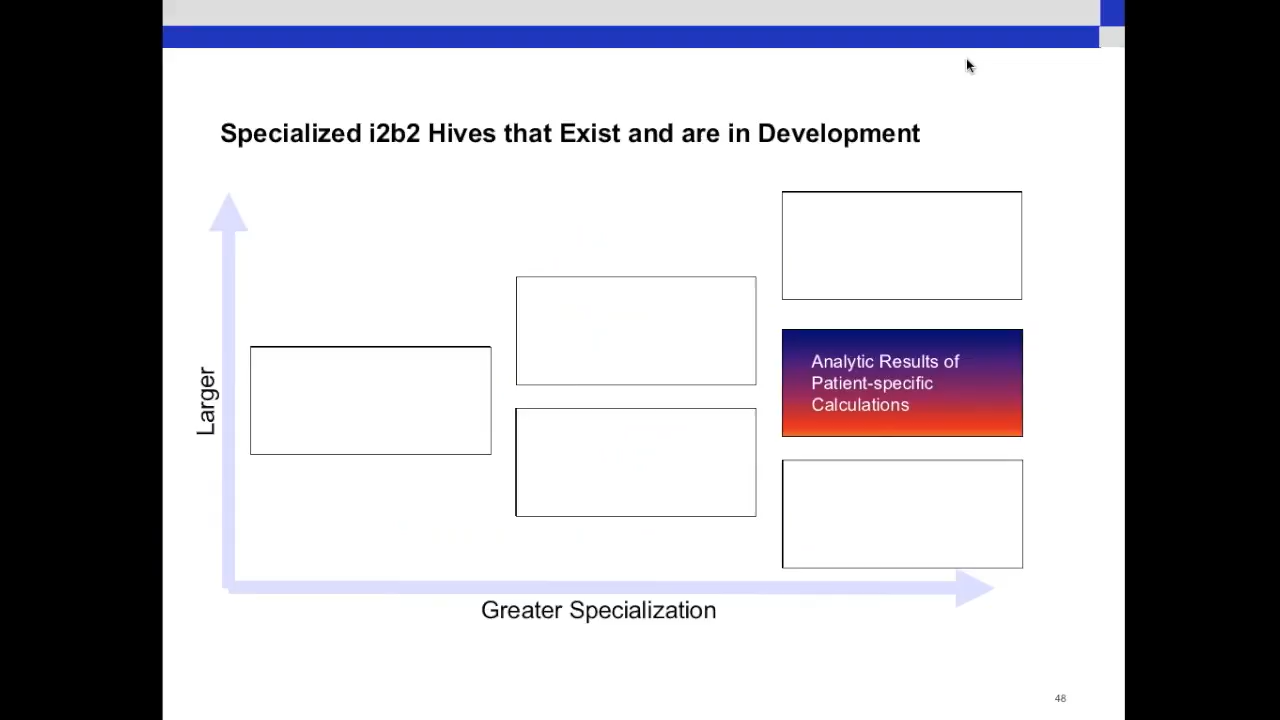 Specialized i2b2 Hives that Exist and are in Development
Larger
Analytic Results of
Patient-specific
Calculations
Greater Specialization
48